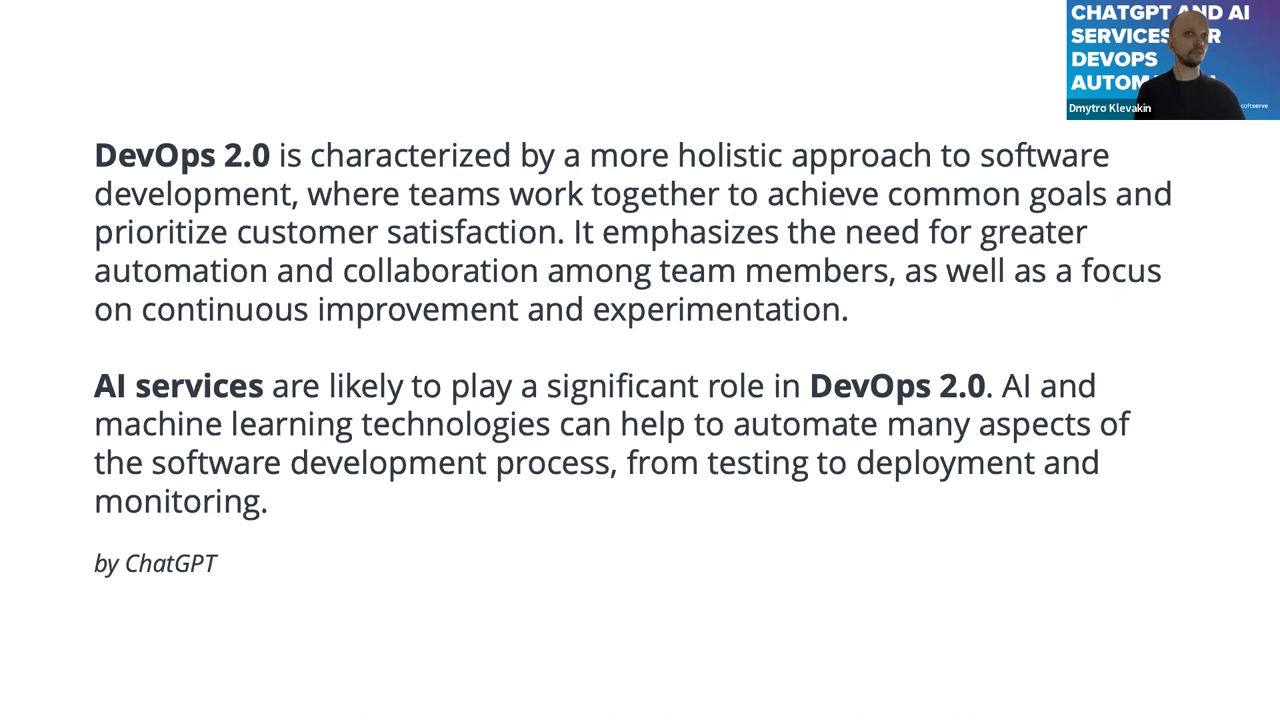 CHATGPT AND AI
SERVICES R
DEVOPS
AUTOM
Dmytro Klevakin
softserve
DevOps 2.0 is characterized by a more holistic approach to software
development, where teams work together to achieve common goals and
prioritize customer satisfaction. It emphasizes the need for greater
automation and collaboration among team members, as well as a focus
on continuous improvement and experimentation.
AI services are likely to play a significant role in DevOps 2.0. AI and
machine learning technologies can help to automate many aspects of
the software development process, from testing to deployment and
monitoring.
by ChatGPT